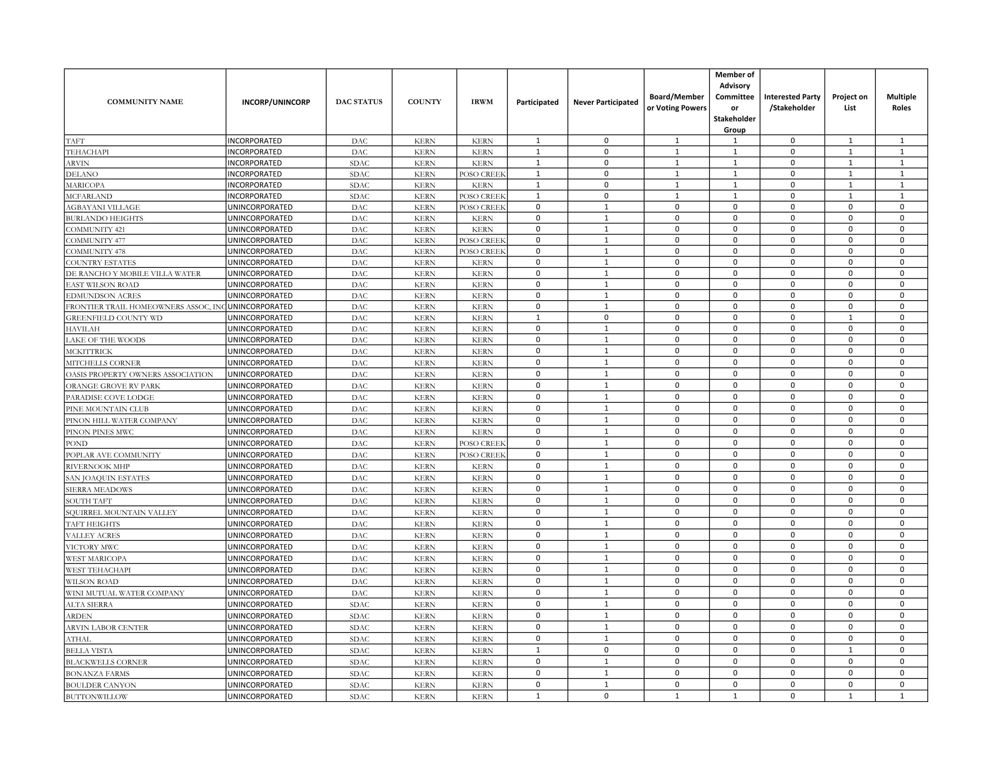 COMMUNITY NAME INCORP/UNINCORP DAC STATUS COUNTY IRWM Participated Never Participated Board/Member or Voting Powers Member of Advisory Committee or Stakeholder Group Interested Party /Stakeholder Project on List Multiple Roles
TAFT INCORPORATED DAC KERN KERN 1 0 1 1 0 1 1
TEHACHAPI INCORPORATED DAC KERN KERN 1 0 1 1 0 1 1
ARVIN INCORPORATED SDAC KERN KERN 1 0 1 1 0 1 1
DELANO INCORPORATED SDAC KERN POSO CREEK 1 0 1 1 0 1 1
MARICOPA INCORPORATED SDAC KERN KERN 1 0 1 1 0 1 1
MCFARLAND INCORPORATED SDAC KERN POSO CREEK 1 0 1 1 0 1 1
AGBAYANI VILLAGE UNINCORPORATED DAC KERN POSO CREEK 0 1 0 0 0 0 0
BURLANDO HEIGHTS UNINCORPORATED DAC KERN KERN 0 1 0 0 0 0 0
COMMUNITY 421 UNINCORPORATED DAC KERN KERN 0 1 0 0 0 0 0
COMMUNITY 477 UNINCORPORATED DAC KERN POSO CREEK 0 1 0 0 0 0 0
COMMUNITY 478 UNINCORPORATED DAC KERN POSO CREEK 0 1 0 0 0 0 0
COUNTRY ESTATES UNINCORPORATED DAC KERN KERN 0 1 0 0 0 0 0
DE RANCHO Y MOBILE VILLA WATER UNINCORPORATED DAC KERN KERN 0 1 0 0 0 0 0
EAST WILSON ROAD UNINCORPORATED DAC KERN KERN 0 1 0 0 0 0 0
EDMUNDSON ACRES UNINCORPORATED DAC KERN KERN 0 1 0 0 0 0 0
FRONTIER TRAIL HOMEOWNERS ASSOC, INC UNINCORPORATED DAC KERN KERN 0 1 0 0 0 0 0
GREENFIELD COUNTY WD UNINCORPORATED DAC KERN KERN 1 0 0 0 0 1 0
HAVILAH UNINCORPORATED DAC KERN KERN 0 1 0 0 0 0 0
LAKE OF THE WOODS UNINCORPORATED DAC KERN KERN 0 1 0 0 0 0 0
MCKITTRICK UNINCORPORATED DAC KERN KERN 0 1 0 0 0 0 0
MITCHELLS CORNER UNINCORPORATED DAC KERN KERN 0 1 0 0 0 0 0
OASIS PROPERTY OWNERS ASSOCIATION UNINCORPORATED DAC KERN KERN 0 1 0 0 0 0 0
ORANGE GROVE RV PARK UNINCORPORATED DAC KERN KERN 0 1 0 0 0 0 0
PARADISE COVE LODGE UNINCORPORATED DAC KERN KERN 0 1 0 0 0 0 0
PINE MOUNTAIN CLUB UNINCORPORATED DAC KERN KERN 0 1 0 0 0 0 0
PINON HILL WATER COMPANY UNINCORPORATED DAC KERN KERN 0 1 0 0 0 0 0
PINON PINES MWC UNINCORPORATED DAC KERN KERN 0 1 0 0 0 0 0
POND UNINCORPORATED DAC KERN POSO CREEK 0 1 0 0 0 0 0
POPLAR AVE COMMUNITY UNINCORPORATED DAC KERN POSO CREEK 0 1 0 0 0 0 0
RIVERNOOK MHP UNINCORPORATED DAC KERN KERN 0 1 0 0 0 0 0
SAN JOAQUIN ESTATES UNINCORPORATED DAC KERN KERN 0 1 0 0 0 0 0
SIERRA MEADOWS UNINCORPORATED DAC KERN KERN 0 1 0 0 0 0 0
SOUTH TAFT UNINCORPORATED DAC KERN KERN 0 1 0 0 0 0 0
SQUIRREL MOUNTAIN VALLEY UNINCORPORATED DAC KERN KERN 0 1 0 0 0 0 0
TAFT HEIGHTS UNINCORPORATED DAC KERN KERN 0 1 0 0 0 0 0
VALLEY ACRES UNINCORPORATED DAC KERN KERN 0 1 0 0 0 0 0
VICTORY MWC UNINCORPORATED DAC KERN KERN 0 1 0 0 0 0 0
WEST MARICOPA UNINCORPORATED DAC KERN KERN 0 1 0 0 0 0 0
WEST TEHACHAPI UNINCORPORATED DAC KERN KERN 0 1 0 0 0 0 0
WILSON ROAD UNINCORPORATED DAC KERN KERN 0 1 0 0 0 0 0
WINI MUTUAL WATER COMPANY UNINCORPORATED DAC KERN KERN 0 1 0 0 0 0 0
ALTA SIERRA UNINCORPORATED SDAC KERN KERN 0 1 0 0 0 0 0
ARDEN UNINCORPORATED SDAC KERN KERN 0 1 0 0 0 0 0
ARVIN LABOR CENTER UNINCORPORATED SDAC KERN KERN 0 1 0 0 0 0 0
ATHAL UNINCORPORATED SDAC KERN KERN 0 1 0 0 0 0 0
BELLA VISTA UNINCORPORATED SDAC KERN KERN 1 0 0 0 0 1 0
BLACKWELLS CORNER UNINCORPORATED SDAC KERN KERN 0 1 0 0 0 0 0
BONANZA FARMS UNINCORPORATED SDAC KERN KERN 0 1 0 0 0 0 0
BOULDER CANYON UNINCORPORATED SDAC KERN KERN 0 1 0 0 0 0 0
BUTTONWILLOW UNINCORPORATED SDAC KERN KERN 1 0 1 1 0 1 1